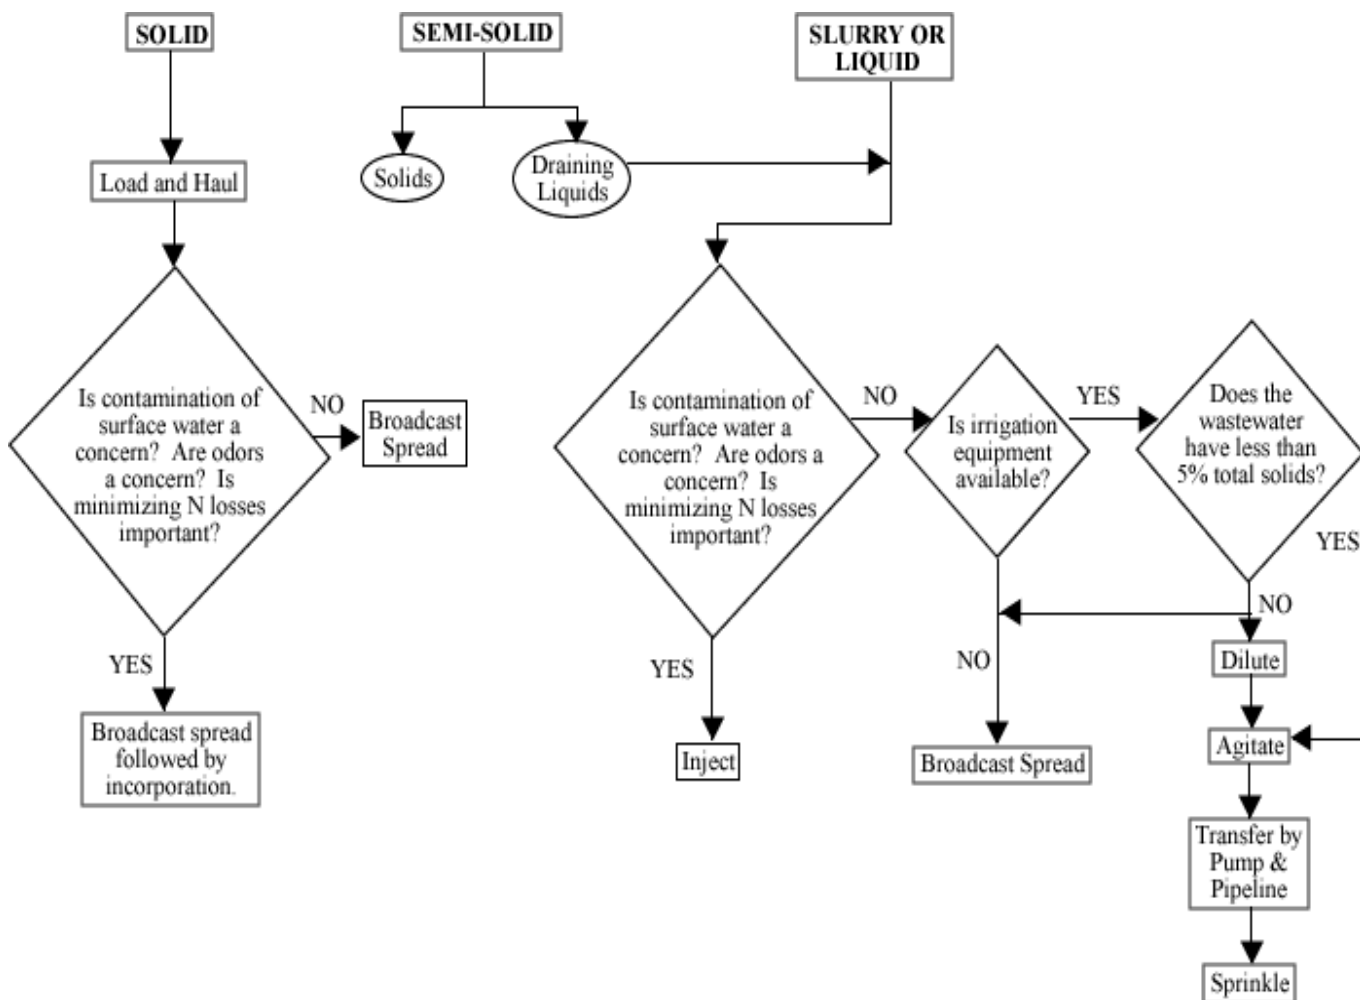 SOLID
SEMI-SOLID
SLURRY OR
LIQUID
Load and Haul
Solids
Draining
Liquids
Is contamination of
surface water a
concern? Are odors
a concern? Is
minimizing N losses
important?
NO
Broadcast
Spread
YES
Broadcast spread
followed by
incorporation.
Is contamination of
surface water a
concern? Are odors a
concern? Is
minimizing N losses
important?
NO
YES
Inject
Is irrigation
equipment
available?
YES
NO
Broadcast Spread
Does the
wastewater
have less than
5% total solids?
YES
NO
Dilute
Agitate
Transfer by
Pump &
Pipeline
Sprinkle